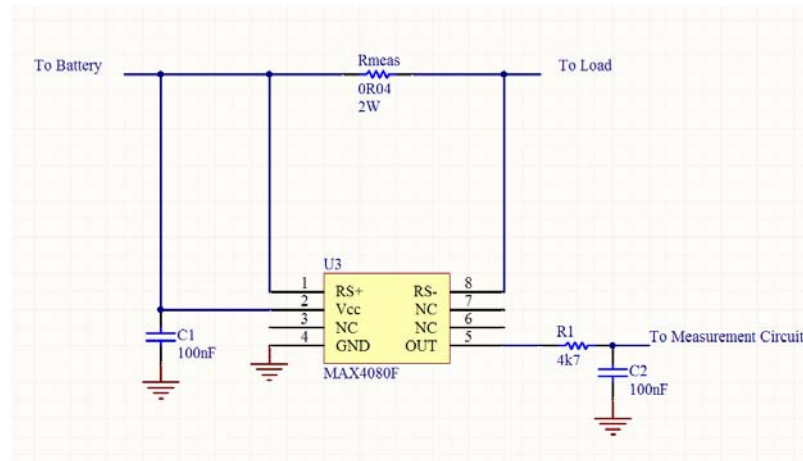 To Battery
Rmeas
To Load
0R04
2W
U3
1
RS+
RS-
8
2
Vcc
NC
7
3
NC
NC
6
4
GND
OUT
5
MAX4080F
C1
100nF
R1
4k7
To Measurement Circuit
C2
100nF